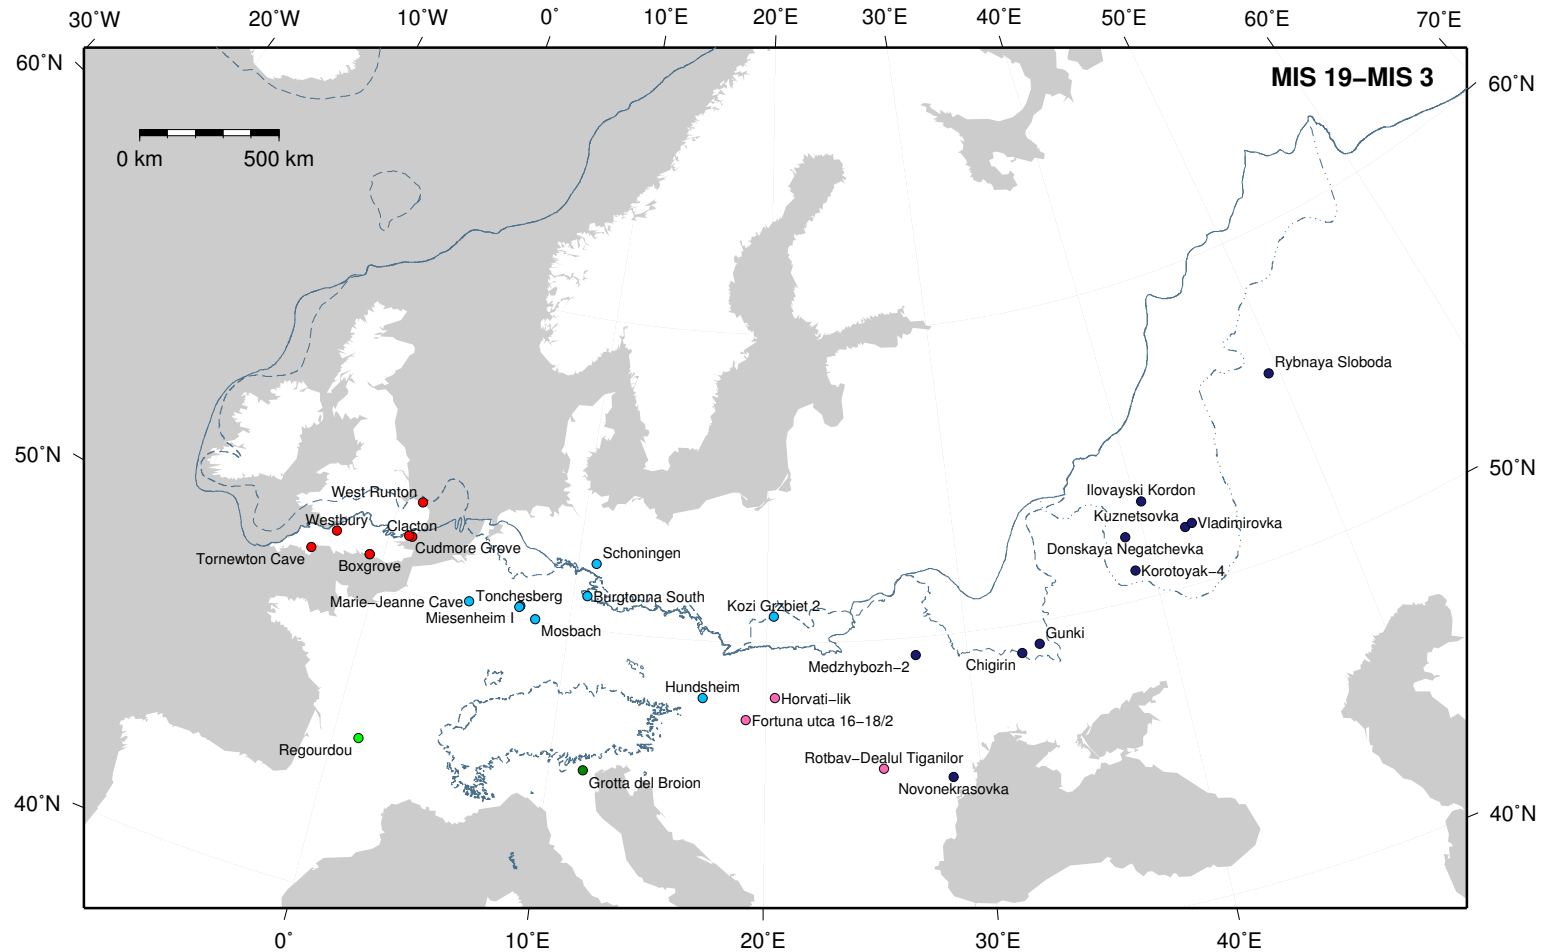 30˚W 20˚W 10˚W 0˚ 10˚E 20˚E 30˚E 40˚E 50˚E 60˚E 70˚E
60˚N
MIS 19−MIS 3
60˚N
0 km 500 km
Rybnaya Sloboda
50˚N
50˚N
West Runton
Ilovayski Kordon
Westbury
Clacton
Kuznetsovka
Vladimirovka
Cudmore Grove
Donskaya Negatchevka
Tornewton Cave
Boxgrove
Schoningen
Korotoyak−4
Marie−Jeanne Cave
Tonchesberg
Burgtonna South
Kozi Grzbiet 2
Miesenheim I
Mosbach
Gunki
Medzhybozh−2
Chigirin
Hundsheim
Horvati−lik
Fortuna utca 16−18/2
Regourdou
Rotbav−Dealul Tiganilor
Grotta del Broion
Novonekrasovka
40˚N
40˚N
0˚ 10˚E 20˚E 30˚E 40˚E